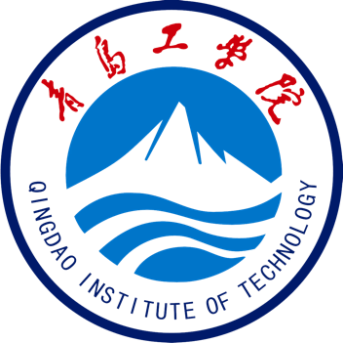 青岛工学院
QINGDAO INSTITUTE OF TECHNOLOGY